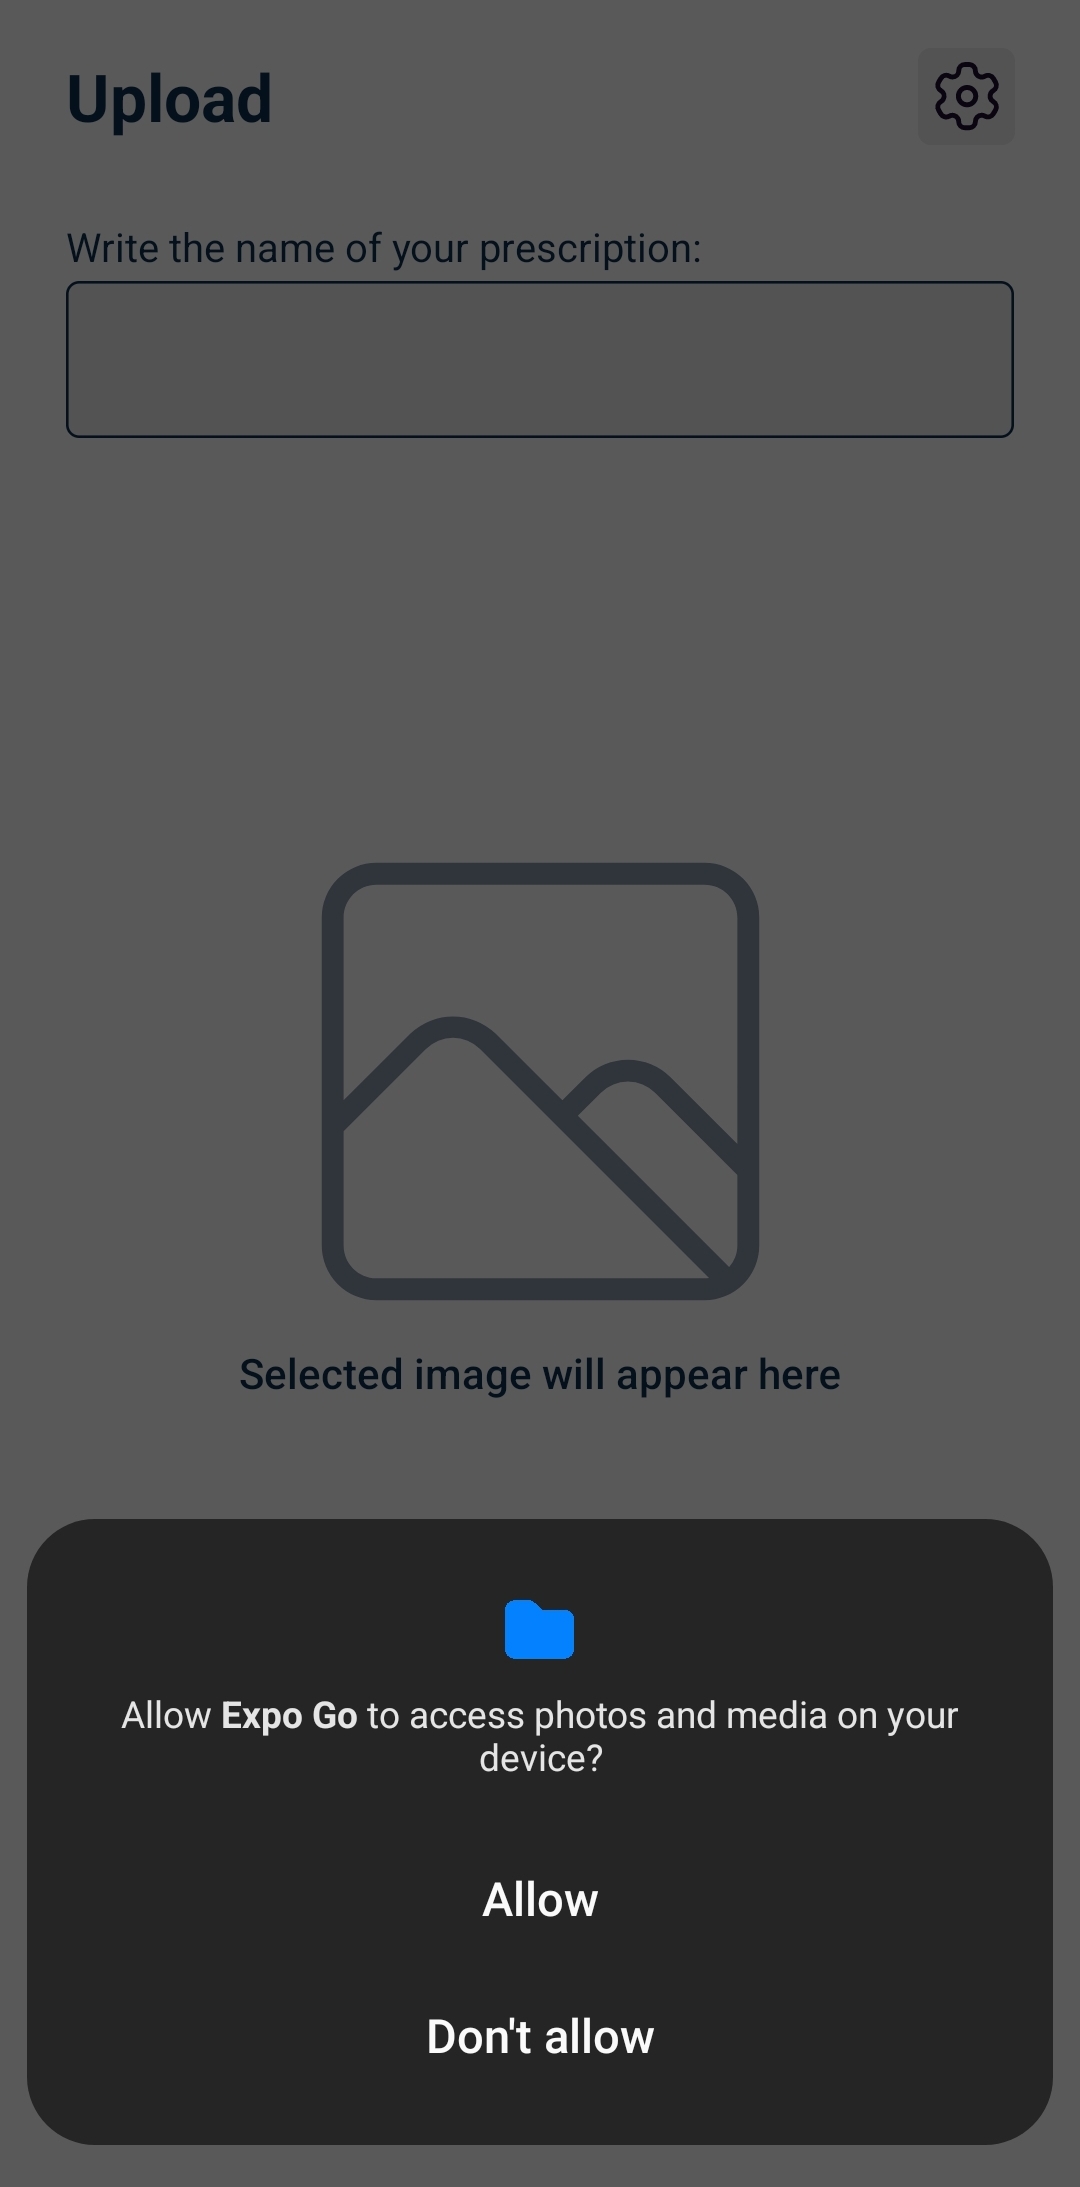 Upload
Write the name of your prescription:
Selected image will appear here
Allow Expo Go to access photos and media on your
device?
Allow
Don't allow